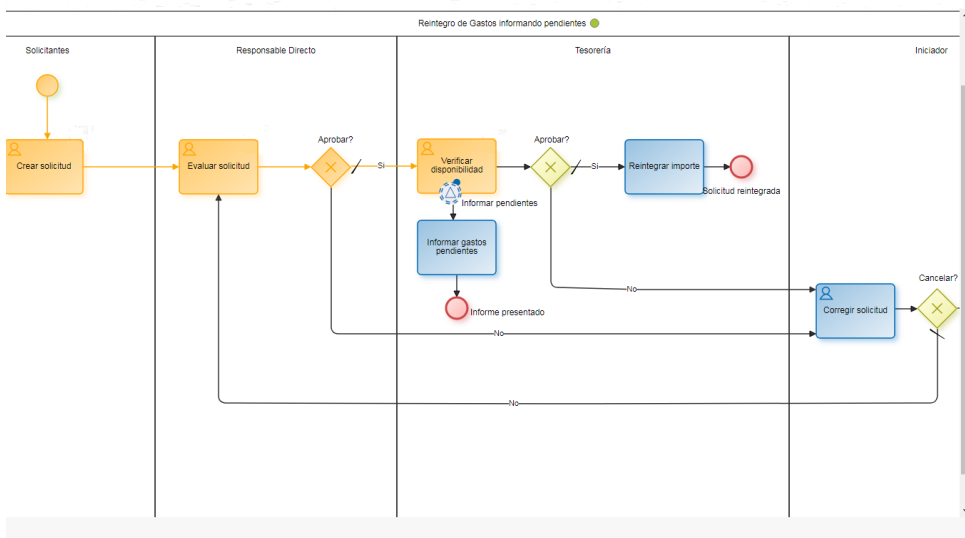 Reintegro de Gastos informando pendientes
Solicitantes
Responsable Directo
Tesorería
Iniciador
Crear solicitud
Evaluar solicitud
Aprobar?
Si
Verificar
disponibilidad
Aprobar?
Si
Reintegrar importe
Solicitud reintegrada
Informar pendientes
Informar gastos
pendientes
Informe presentado
No
No
Corregir solicitud
Cancelar?
No